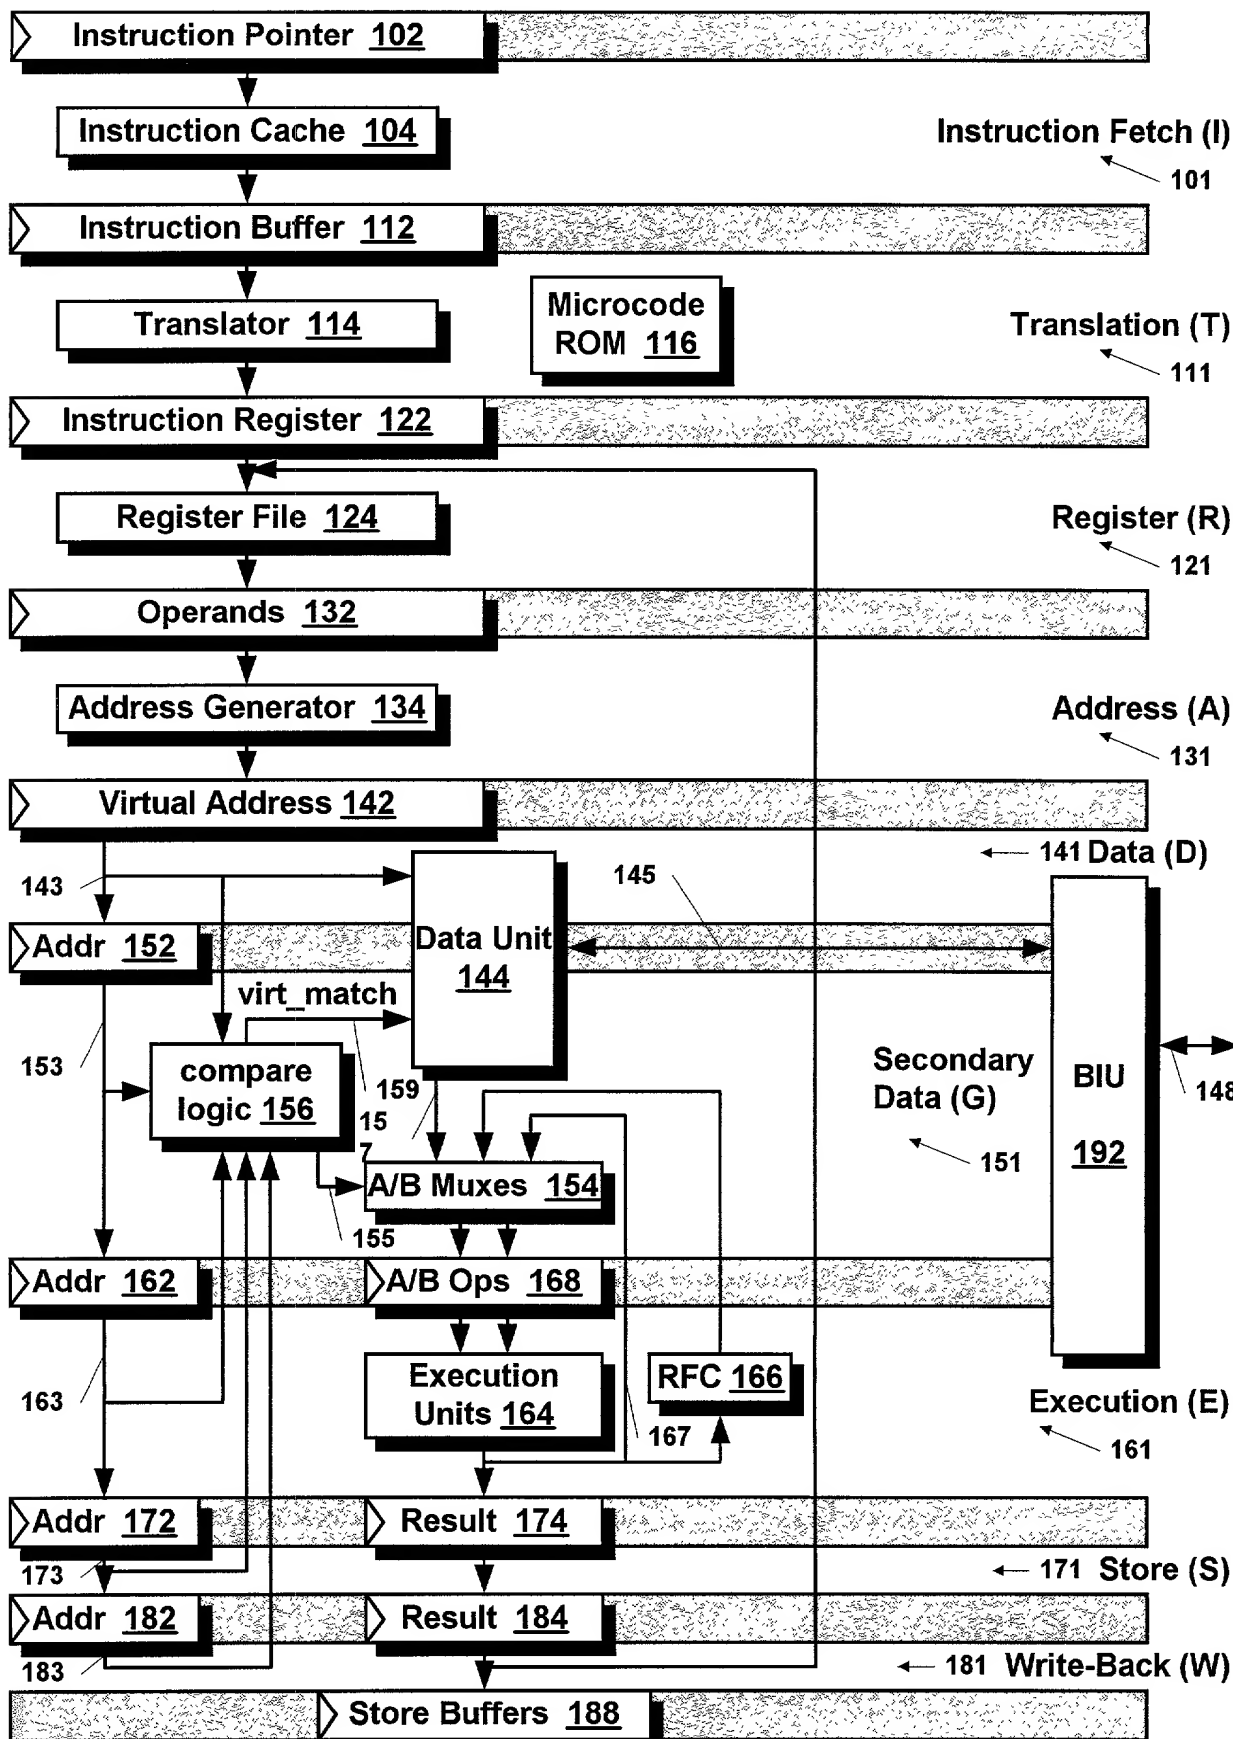 Instruction Pointer 102
Instruction Cache 104
Instruction Fetch (I)
101
Instruction Buffer 112
Microcode
ROM 116
Translator 114
Translation (T)
111
Instruction Register 122
Register File 124
Register (R)
121
Operands 132
Address Generator 134
Address (A)
131
Virtual Address 142
141 Data (D)
143
145
Addr 152
Data Unit
144
virt_match
153
compare
logic 156
159
15
7
Secondary
Data (G)
151
BIU
192
148
A/B Muxes 154
155
Addr 162
A/B Ops 168
Execution
Units 164
RFC 166
163
167
Execution (E)
161
Addr 172
Result 174
173
171 Store (S)
Addr 182
Result 184
183
181 Write-Back (W)
Store Buffers 188